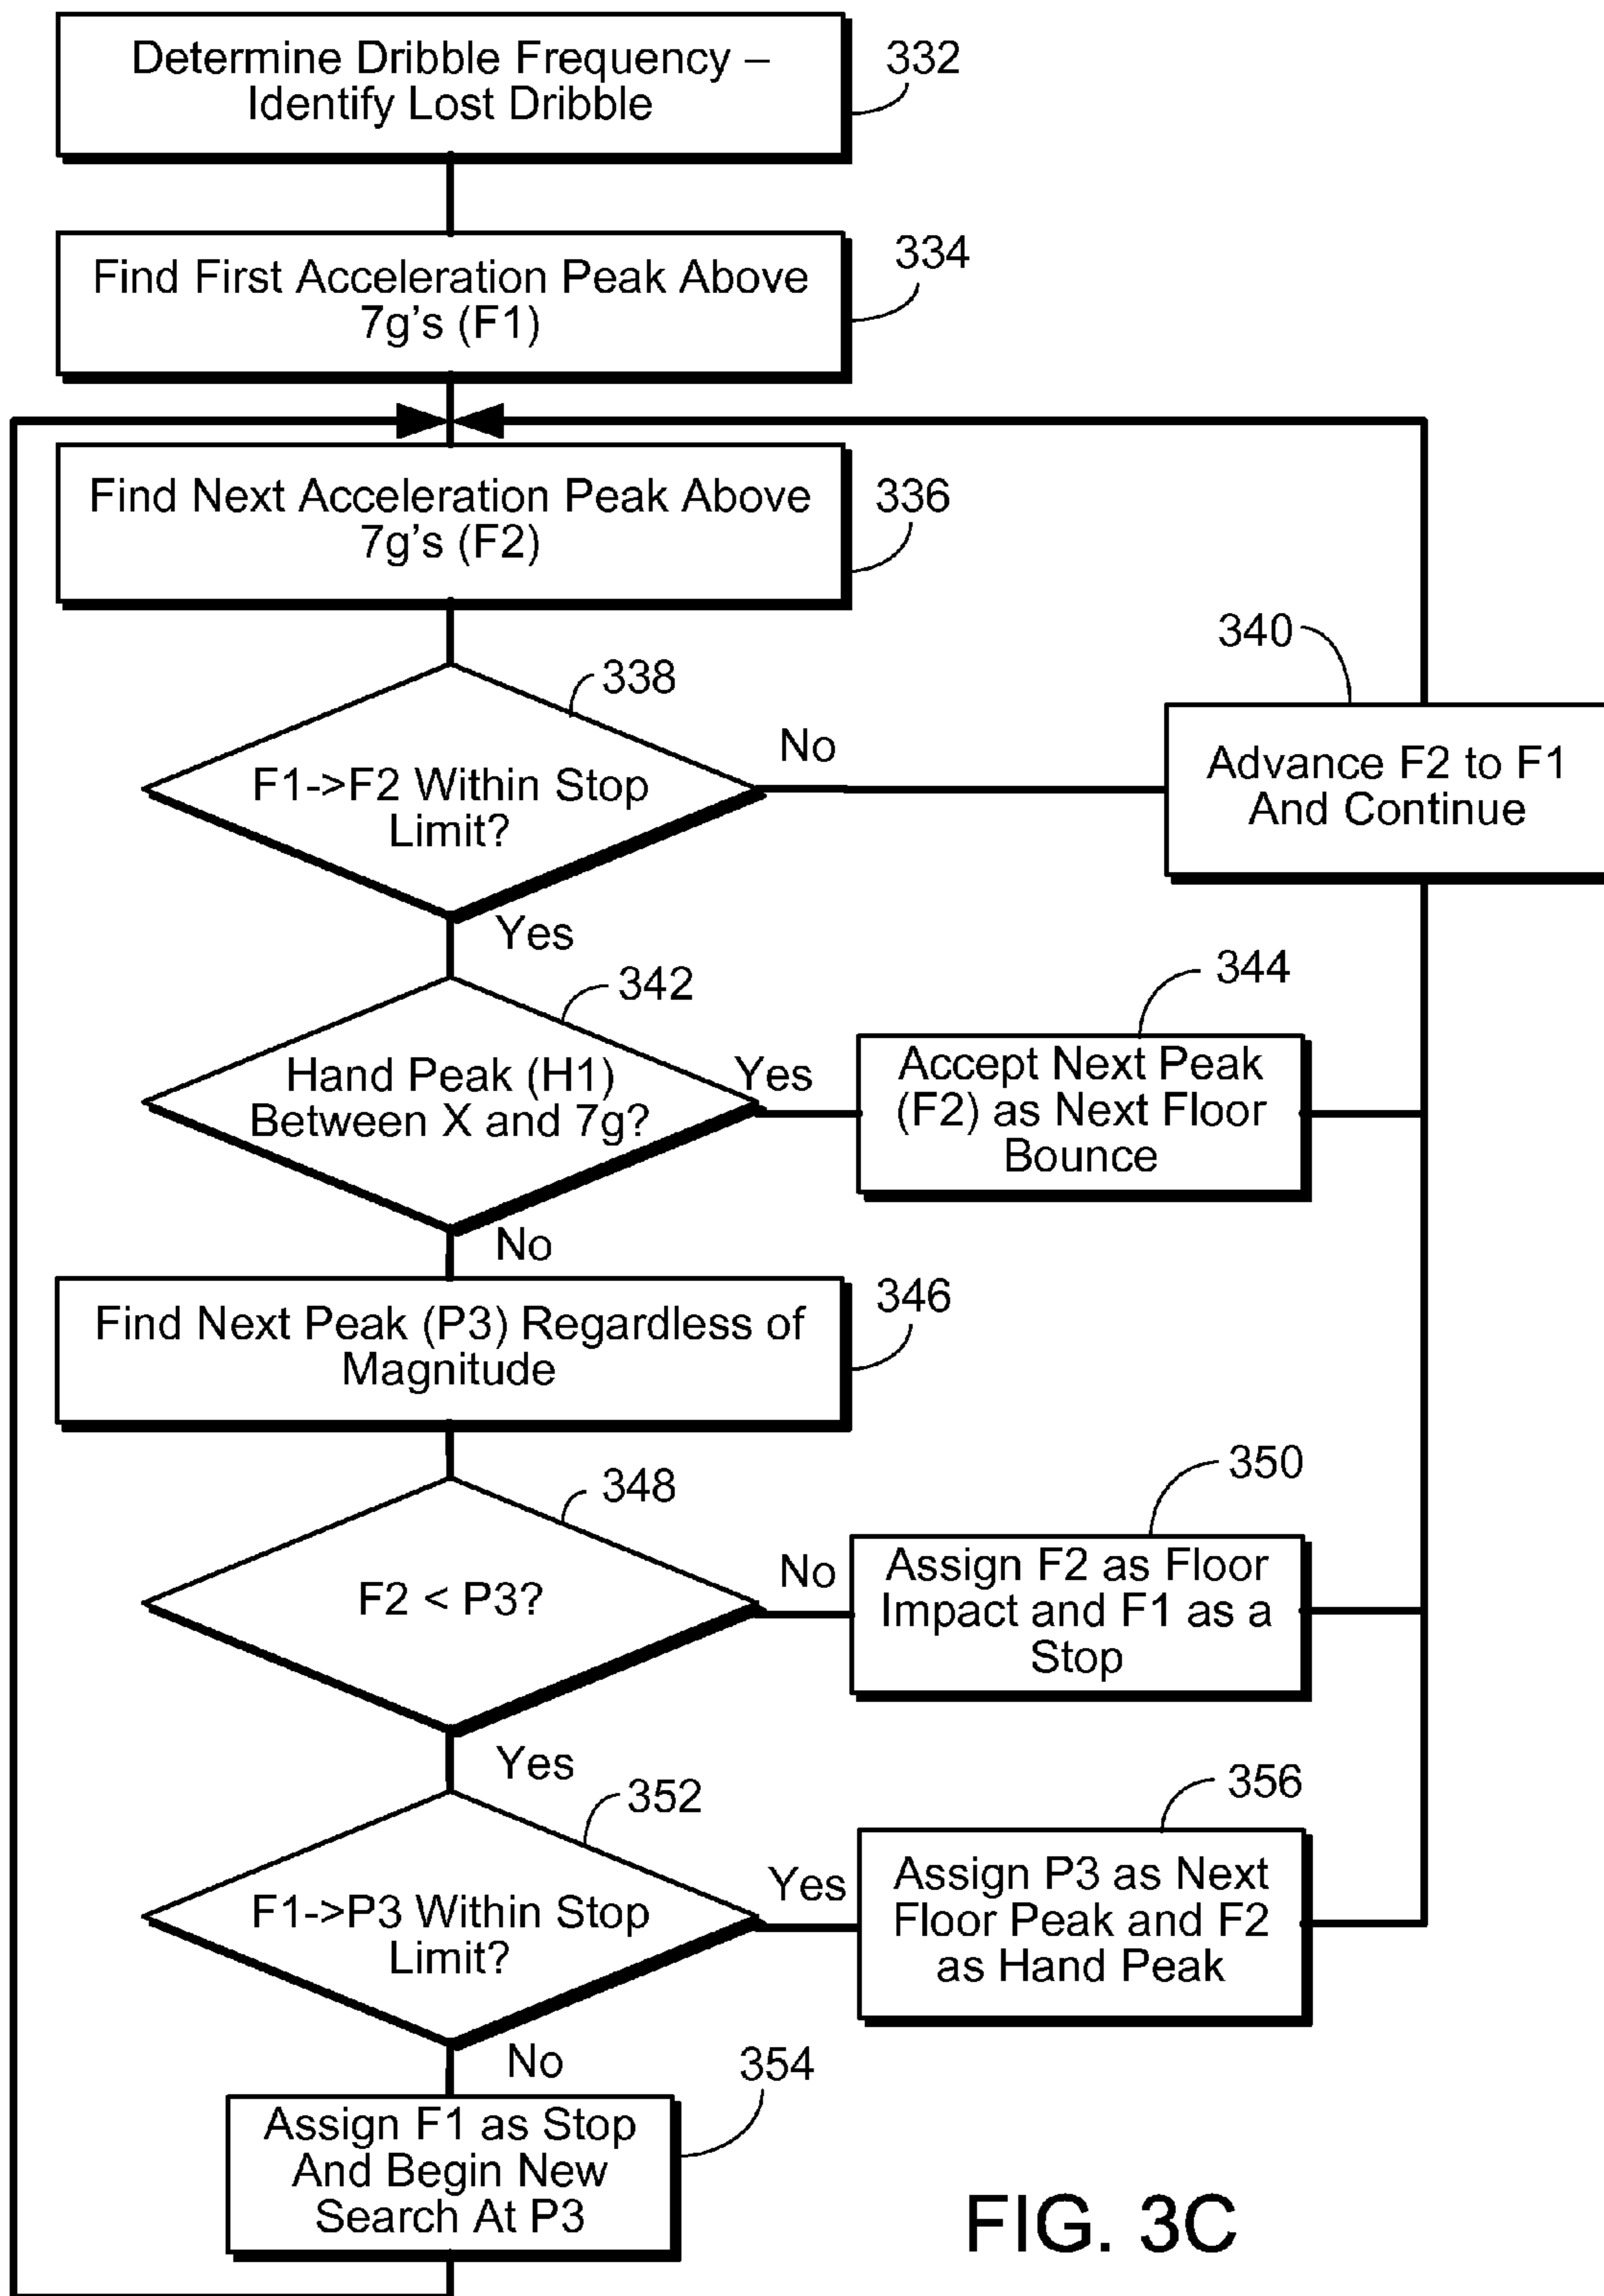 Determine Dribble Frequency –
Identify Lost Dribble
332
Find First Acceleration Peak Above
7g's (F1)
334
Find Next Acceleration Peak Above
7g's (F2)
336
338
F1->F2 Within Stop
Limit?
No
340
Advance F2 to F1
And Continue
Yes
342
Hand Peak (H1)
Between X and 7g?
Yes
344
Accept Next Peak
(F2) as Next Floor
Bounce
No
Find Next Peak (P3) Regardless of
Magnitude
346
348
F2 < P3?
No
350
Assign F2 as Floor
Impact and F1 as a
Stop
Yes
352
F1->P3 Within Stop
Limit?
Yes
356
Assign P3 as Next
Floor Peak and F2
as Hand Peak
No
354
Assign F1 as Stop
And Begin New
Search At P3
FIG. 3C